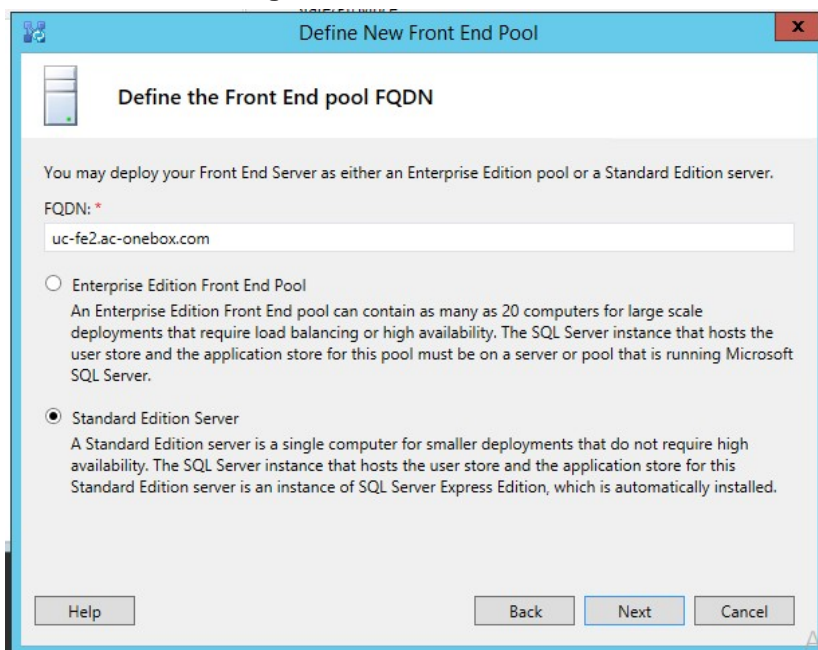 Define New Front End Pool
x
Define the Front End pool FQDN
You may deploy your Front End Server as either an Enterprise Edition pool or a Standard Edition server.
FQDN: *
uc-fe2.ac-onebox.com
Enterprise Edition Front End Pool
An Enterprise Edition Front End pool can contain as many as 20 computers for large scale
deployments that require load balancing or high availability. The SQL Server instance that hosts the
user store and the application store for this pool must be on a server or pool that is running Microsoft
SQL Server.
Standard Edition Server
A Standard Edition server is a single computer for smaller deployments that do not require high
availability. The SQL Server instance that hosts the user store and the application store for this
Standard Edition server is an instance of SQL Server Express Edition, which is automatically installed.
Help Back Next Cancel